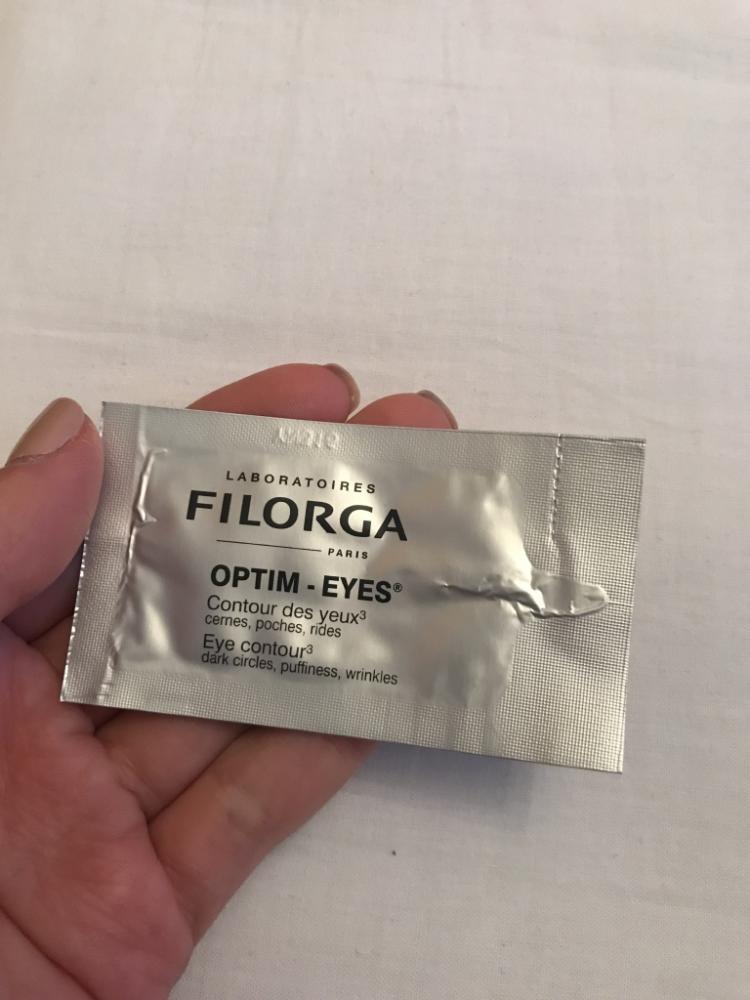 LABORATOIRES
FILORGA
PARIS
OPTIM - EYES®
Contour des yeux³
cernes, poches, rides
Eye contour³
dark circles, puffiness, wrinkles